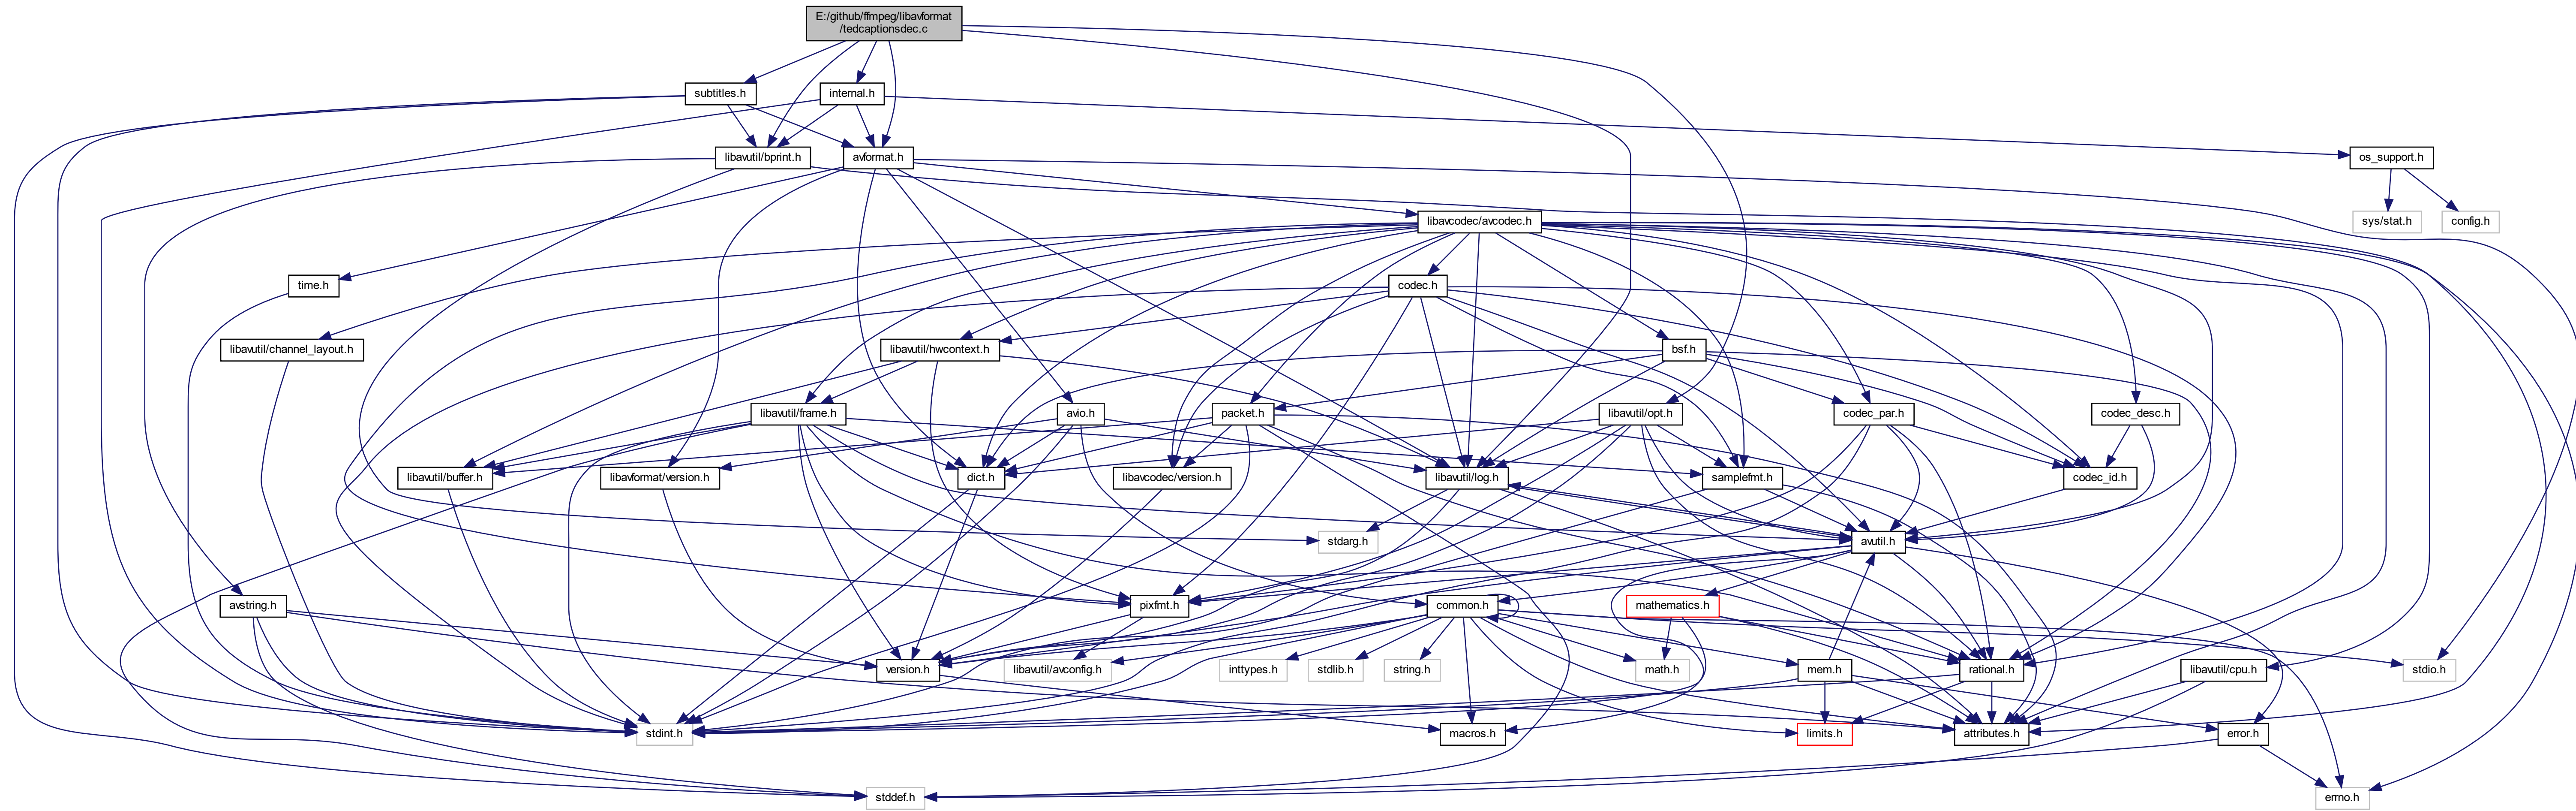 E:/github/ffmpeg/libavformat
/tedcaptionsdec.c
subtitles.h
internal.h
libavutil/bprint.h
avformat.h
os_support.h
libavcodec/avcodec.h
sys/stat.h
config.h
time.h
codec.h
libavutil/channel_layout.h
libavutil/hwcontext.h
bsf.h
libavutil/frame.h
avio.h
packet.h
libavutil/opt.h
codec_par.h
codec_desc.h
libavutil/buffer.h
libavformat/version.h
dict.h
libavcodec/version.h
libavutil/log.h
samplefmt.h
codec_id.h
stdarg.h
avutil.h
avstring.h
pixfmt.h
common.h
mathematics.h
version.h
libavutil/avconfig.h
inttypes.h
stdlib.h
string.h
math.h
mem.h
rational.h
libavutil/cpu.h
stdio.h
stdint.h
macros.h
limits.h
attributes.h
error.h
stddef.h
errno.h